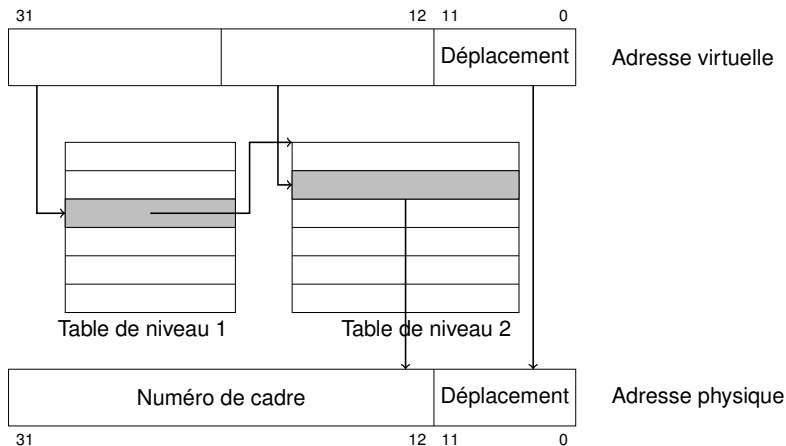 31 12 11 0
Déplacement Adresse virtuelle
Table de niveau 1 Table de niveau 2
Numéro de cadre Déplacement Adresse physique
31 12 11 0